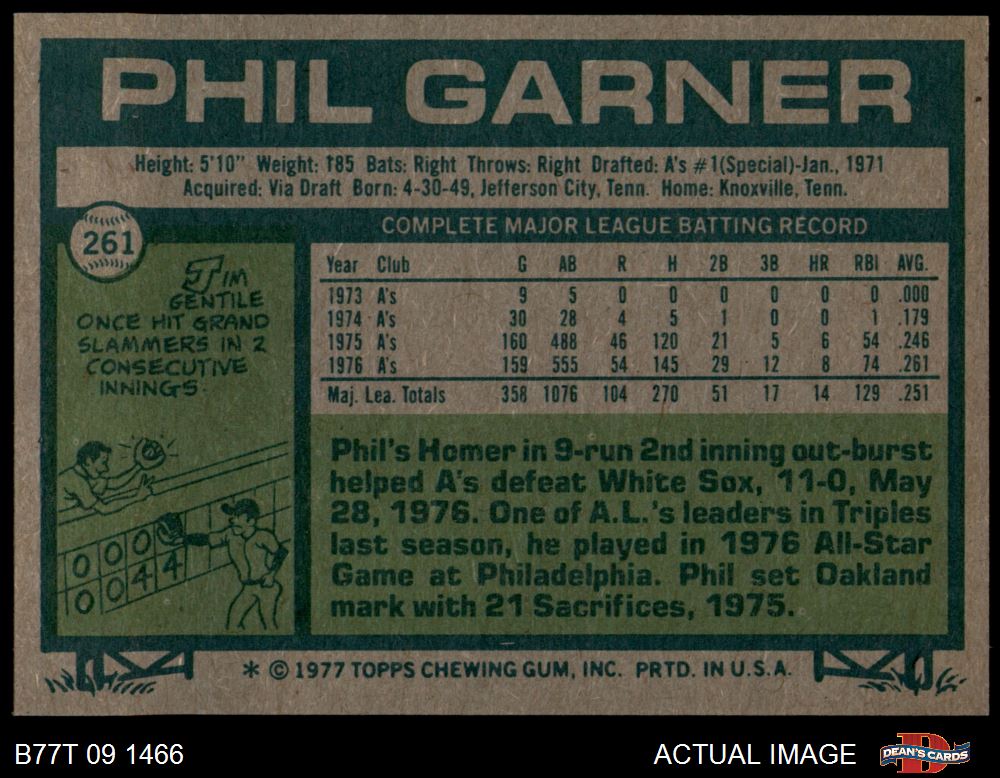 PHIL GARNER
Height: 5'10" Weight: 185 Bats: Right Throws: Right Drafted: A's #1(Special)-Jan., 1971
Acquired: Via Draft Born: 4-30-49, Jefferson City, Tenn. Home: Knoxville, Tenn.
261
COMPLETE MAJOR LEAGUE BATTING RECORD
Year Club G AB R H 2B 3B HR RBI AVG.
1973 A's 9 5 0 0 0 0 0 0 .000
1974 A's 30 28 4 5 1 0 0 1 .179
1975 A's 160 488 46 120 21 5 6 54 .246
1976 A's 159 555 54 145 29 12 8 74 .261
Maj. Lea. Totals 358 1076 104 270 51 17 14 129 .251
JIM
GENTILE
ONCE HIT GRAND
SLAMMERS IN 2
CONSECUTIVE
INNINGS.
0 0 0 4
0 0 4
Phil's Homer in 9-run 2nd inning out-burst
helped A's defeat White Sox, 11-0, May
28, 1976. One of A.L.'s leaders in Triples
last season, he played in 1976 All-Star
Game at Philadelphia. Phil set Oakland
mark with 21 Sacrifices, 1975.
* © 1977 TOPPS CHEWING GUM, INC. PRTD. IN U.S.A.
B77T 09 1466
ACTUAL IMAGE
DEAN'S CARDS